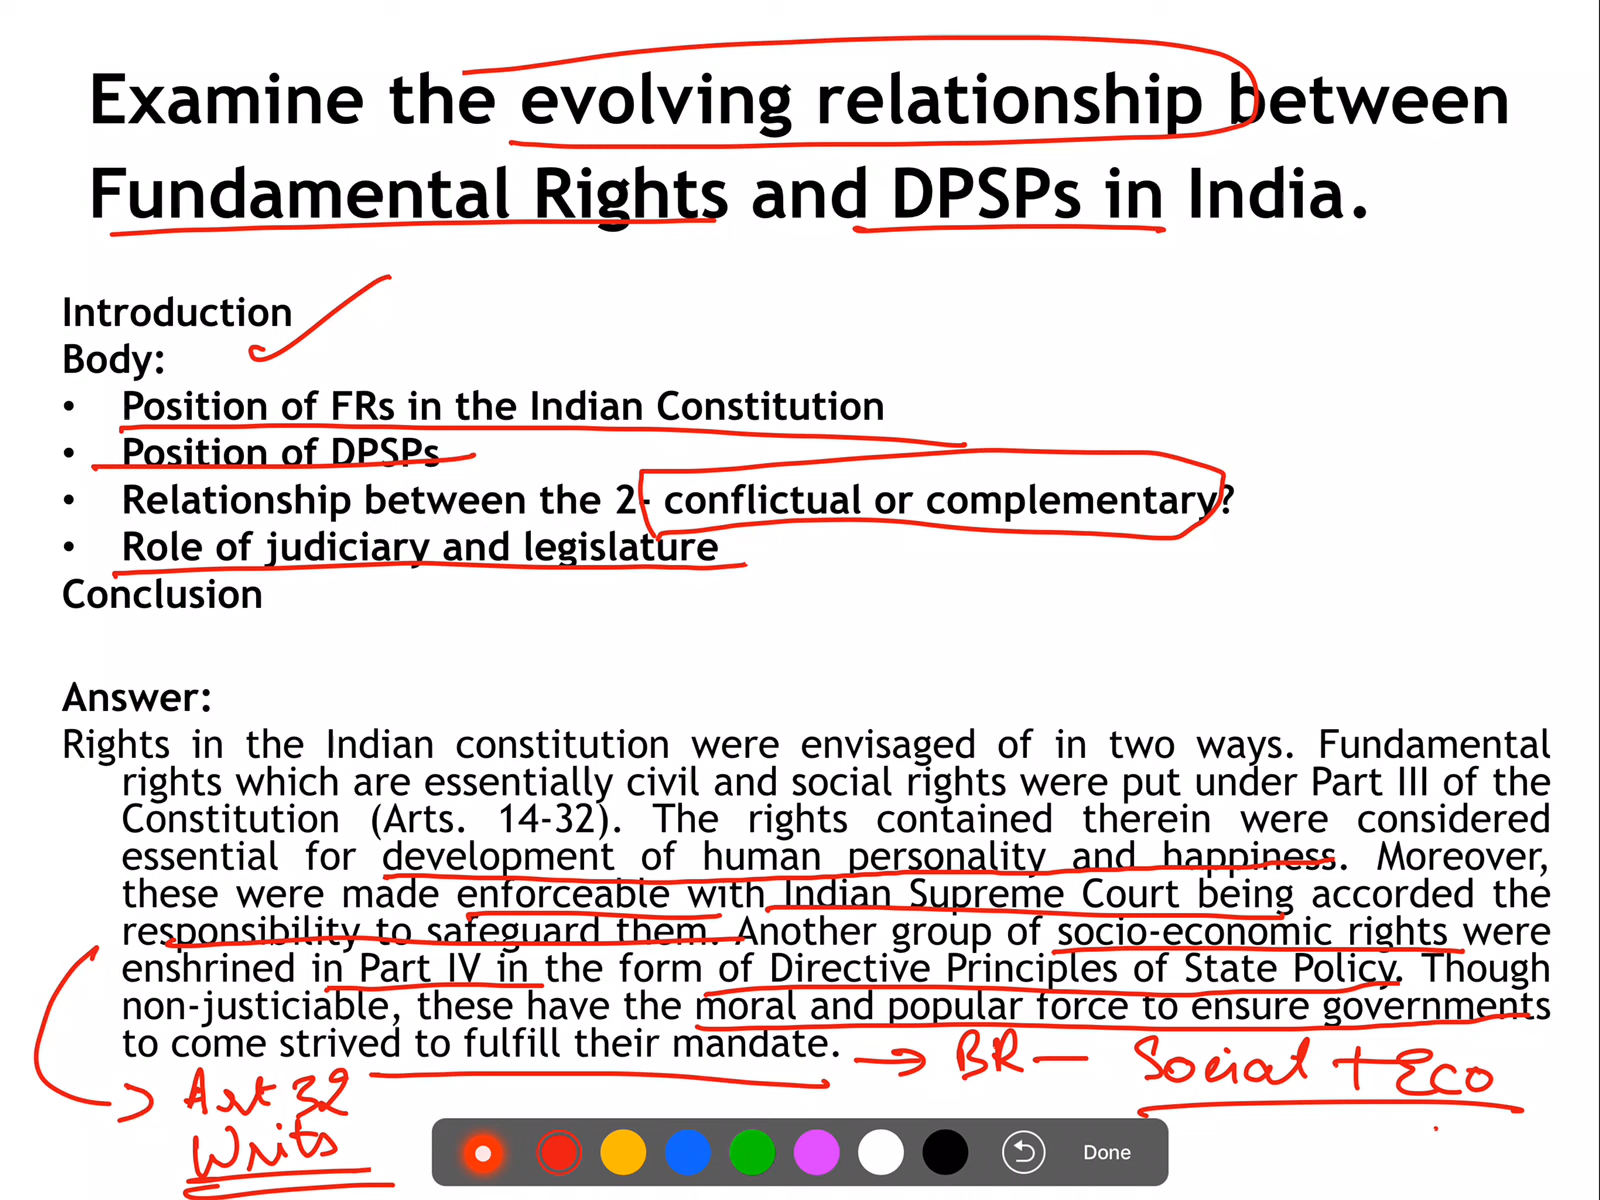 Examine the evolving relationship between
Fundamental Rights and DPSPs in India.
Introduction
Body:
• Position of FRs in the Indian Constitution
• Position of DPSPs
• Relationship between the 2- conflictual or complementary?
• Role of judiciary and legislature
Conclusion
Answer:
Rights in the Indian constitution were envisaged of in two ways. Fundamental
rights which are essentially civil and social rights were put under Part III of the
Constitution (Arts. 14-32). The rights contained therein were considered
essential for development of human personality and happiness. Moreover,
these were made enforceable with Indian Supreme Court being accorded the
responsibility to safeguard them. Another group of socio-economic rights were
enshrined in Part IV in the form of Directive Principles of State Policy. Though
non-justiciable, these have the moral and popular force to ensure governments
to come strived to fulfill their mandate. → BR — Social + Eco
Art 32
Writs
Done